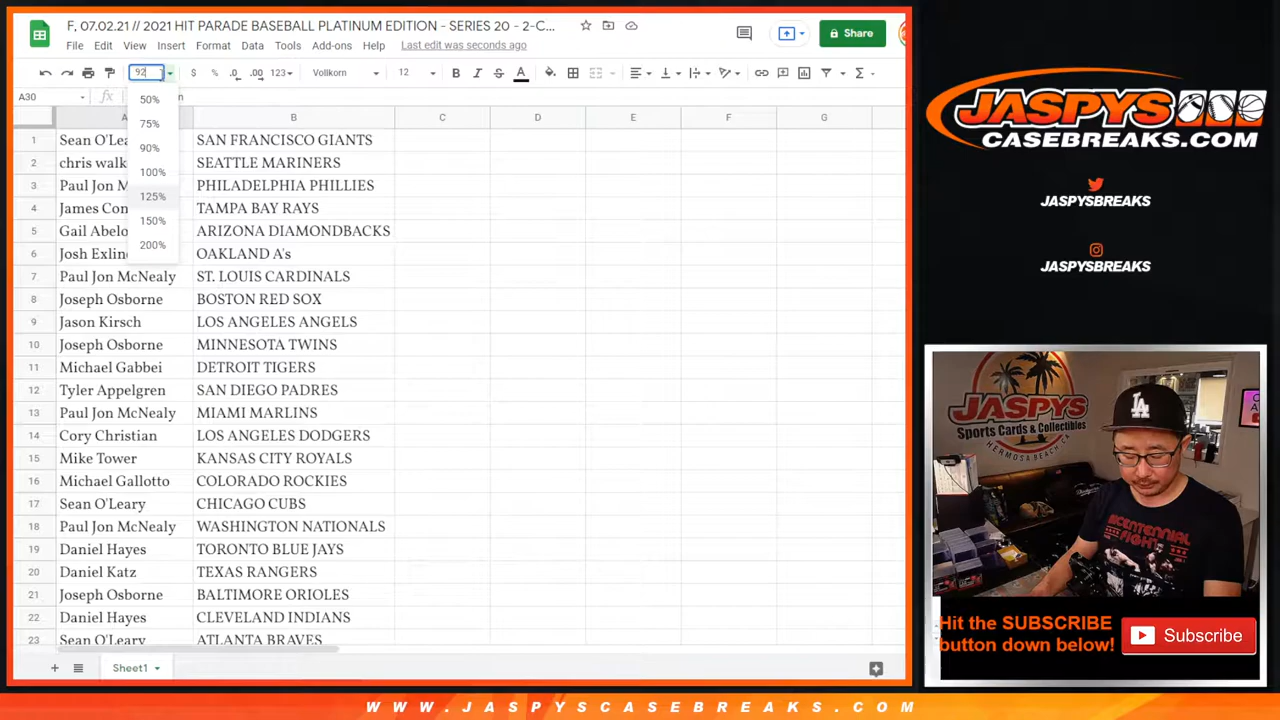 F, 07.02.21 // 2021 HIT PARADE BASEBALL PLATINUM EDITION - SERIES 20 - 2-C...
File Edit View Insert Format Data Tools Add-ons Help Last edit was seconds ago
Share
92 $ % .0 .00 123 Vollkorn 12 B I S A
A30 fx n
50%
75%
90%
100%
125%
150%
200%
A B C D E F G
1 Sean O'Lea SAN FRANCISCO GIANTS
2 chris walk SEATTLE MARINERS
3 Paul Jon M PHILADELPHIA PHILLIES
4 James Con TAMPA BAY RAYS
5 Gail Abelo ARIZONA DIAMONDBACKS
6 Josh Exlin OAKLAND A's
7 Paul Jon McNealy ST. LOUIS CARDINALS
8 Joseph Osborne BOSTON RED SOX
9 Jason Kirsch LOS ANGELES ANGELS
10 Joseph Osborne MINNESOTA TWINS
11 Michael Gabbei DETROIT TIGERS
12 Tyler Appelgren SAN DIEGO PADRES
13 Paul Jon McNealy MIAMI MARLINS
14 Cory Christian LOS ANGELES DODGERS
15 Mike Tower KANSAS CITY ROYALS
16 Michael Gallotto COLORADO ROCKIES
17 Sean O'Leary CHICAGO CUBS
18 Paul Jon McNealy WASHINGTON NATIONALS
19 Daniel Hayes TORONTO BLUE JAYS
20 Daniel Katz TEXAS RANGERS
21 Joseph Osborne BALTIMORE ORIOLES
22 Daniel Hayes CLEVELAND INDIANS
23 Sean O'Leary ATLANTA BRAVES
Sheet1
JASPYS
CASEBREAKS.COM
JASPYSBREAKS
JASPYSBREAKS
JASPYS
Sports Cards & Collectibles
HERMOSA BEACH, CA
LA
BICENTENNIAL
FIGHT
Hit the SUBSCRIBE
button down below!
Subscribe
WWW.JASPYSCASEBREAKS.COM